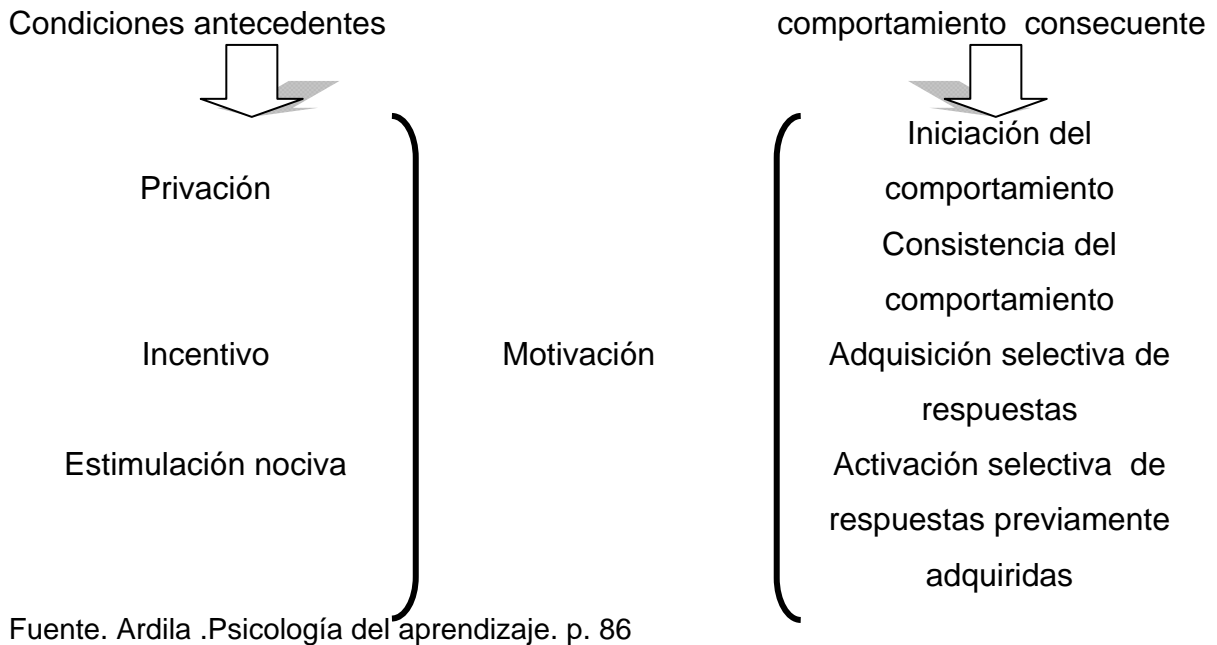 Condiciones antecedentes
comportamiento consecuente
Privación
Incentivo
Estimulación nociva
Motivación
Iniciación del
comportamiento
Consistencia del
comportamiento
Adquisición selectiva de
respuestas
Activación selectiva de
respuestas previamente
adquiridas
Fuente. Ardila .Psicología del aprendizaje. p. 86